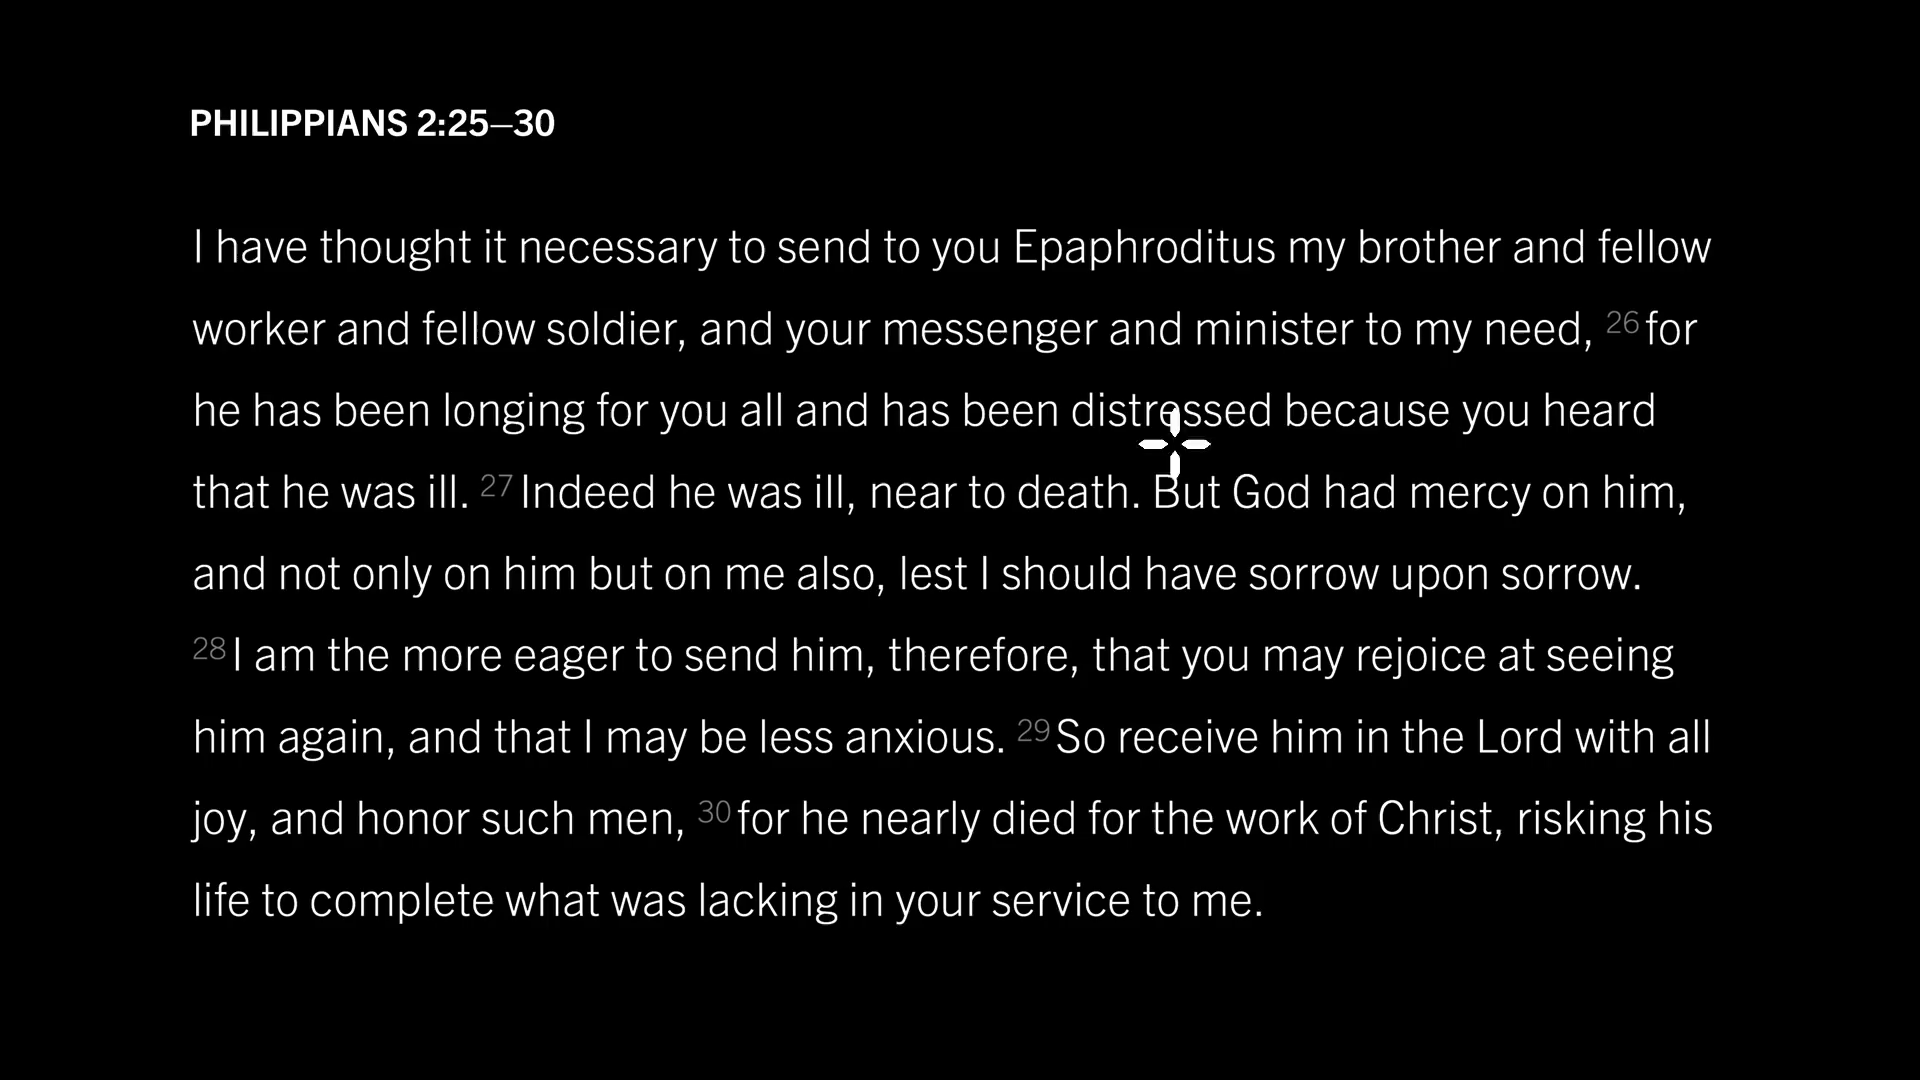 PHILIPPIANS 2:25–30
I have thought it necessary to send to you Epaphroditus my brother and fellow
worker and fellow soldier, and your messenger and minister to my need, 26 for
he has been longing for you all and has been distressed because you heard
that he was ill. 27 Indeed he was ill, near to death. But God had mercy on him,
and not only on him but on me also, lest I should have sorrow upon sorrow.
28 I am the more eager to send him, therefore, that you may rejoice at seeing
him again, and that I may be less anxious. 29 So receive him in the Lord with all
joy, and honor such men, 30 for he nearly died for the work of Christ, risking his
life to complete what was lacking in your service to me.